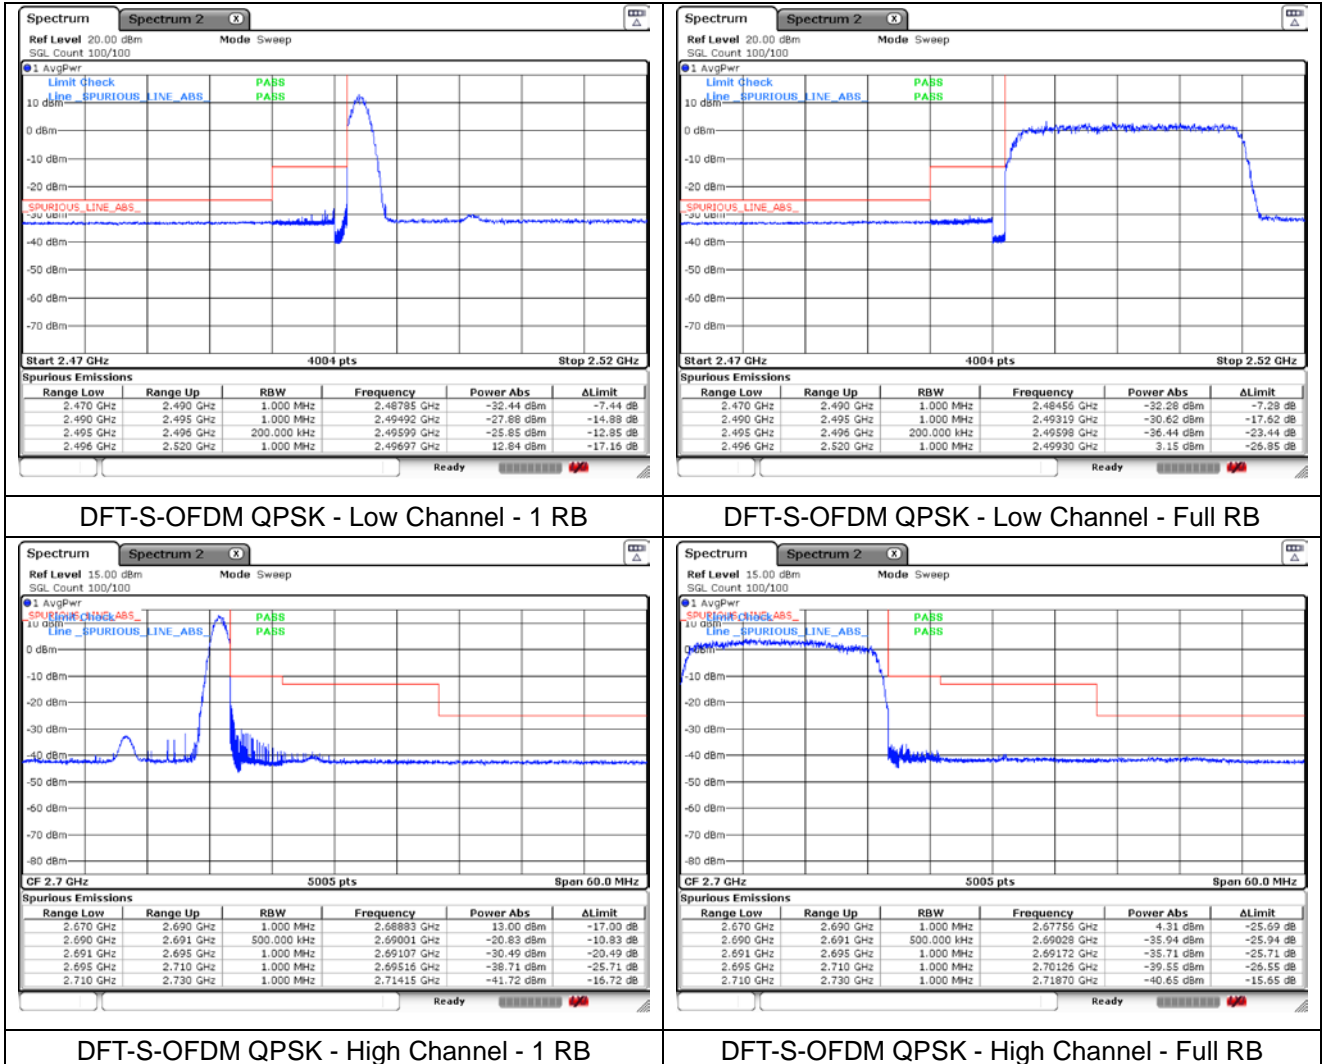 Spectrum Spectrum 2 X
Ref Level 20.00 dBm Mode Sweep
SGL Count 100/100
1 AvgPwr
Limit Check PASS
Line _SPURIOUS_LINE_ABS_ PASS
10 dBm
0 dBm
-10 dBm
-20 dBm
_SPURIOUS_LINE_ABS_
-30 dBm
-40 dBm
-50 dBm
-60 dBm
-70 dBm
Start 2.47 GHz 4004 pts Stop 2.52 GHz
Spurious Emissions
Range Low Range Up RBW Frequency Power Abs ΔLimit
2.470 GHz 2.490 GHz 1.000 MHz 2.48785 GHz -32.44 dBm -7.44 dB
2.490 GHz 2.495 GHz 1.000 MHz 2.49492 GHz -27.88 dBm -14.88 dB
2.495 GHz 2.496 GHz 200.000 kHz 2.49599 GHz -25.85 dBm -12.85 dB
2.496 GHz 2.520 GHz 1.000 MHz 2.49697 GHz 12.84 dBm -17.16 dB
Ready
DFT-S-OFDM QPSK - Low Channel - 1 RB
Spectrum Spectrum 2 X
Ref Level 20.00 dBm Mode Sweep
SGL Count 100/100
1 AvgPwr
Limit Check PASS
Line _SPURIOUS_LINE_ABS_ PASS
10 dBm
0 dBm
-10 dBm
-20 dBm
_SPURIOUS_LINE_ABS_
-30 dBm
-40 dBm
-50 dBm
-60 dBm
-70 dBm
Start 2.47 GHz 4004 pts Stop 2.52 GHz
Spurious Emissions
Range Low Range Up RBW Frequency Power Abs ΔLimit
2.470 GHz 2.490 GHz 1.000 MHz 2.48456 GHz -32.28 dBm -7.28 dB
2.490 GHz 2.495 GHz 1.000 MHz 2.49319 GHz -30.62 dBm -17.62 dB
2.495 GHz 2.496 GHz 200.000 kHz 2.49598 GHz -36.44 dBm -23.44 dB
2.496 GHz 2.520 GHz 1.000 MHz 2.49930 GHz 3.15 dBm -26.85 dB
Ready
DFT-S-OFDM QPSK - Low Channel - Full RB
Spectrum Spectrum 2 X
Ref Level 15.00 dBm Mode Sweep
SGL Count 100/100
1 AvgPwr
_SPURIOUS_LINE_ABS_
Limit Check PASS
10 dBm
Line _SPURIOUS_LINE_ABS_ PASS
0 dBm
-10 dBm
-20 dBm
-30 dBm
-40 dBm
-50 dBm
-60 dBm
-70 dBm
-80 dBm
CF 2.7 GHz 5005 pts Span 60.0 MHz
Spurious Emissions
Range Low Range Up RBW Frequency Power Abs ΔLimit
2.670 GHz 2.690 GHz 1.000 MHz 2.68883 GHz 13.00 dBm -17.00 dB
2.690 GHz 2.691 GHz 500.000 kHz 2.69001 GHz -20.83 dBm -10.83 dB
2.691 GHz 2.695 GHz 1.000 MHz 2.69107 GHz -30.49 dBm -20.49 dB
2.695 GHz 2.710 GHz 1.000 MHz 2.69516 GHz -38.71 dBm -25.71 dB
2.710 GHz 2.730 GHz 1.000 MHz 2.71415 GHz -41.72 dBm -16.72 dB
Ready
DFT-S-OFDM QPSK - High Channel - 1 RB
Spectrum Spectrum 2 X
Ref Level 15.00 dBm Mode Sweep
SGL Count 100/100
1 AvgPwr
_SPURIOUS_LINE_ABS_
Limit Check PASS
10 dBm
Line _SPURIOUS_LINE_ABS_ PASS
0 dBm
-10 dBm
-20 dBm
-30 dBm
-40 dBm
-50 dBm
-60 dBm
-70 dBm
-80 dBm
CF 2.7 GHz 5005 pts Span 60.0 MHz
Spurious Emissions
Range Low Range Up RBW Frequency Power Abs ΔLimit
2.670 GHz 2.690 GHz 1.000 MHz 2.67756 GHz 4.31 dBm -25.69 dB
2.690 GHz 2.691 GHz 500.000 kHz 2.69028 GHz -35.94 dBm -25.94 dB
2.691 GHz 2.695 GHz 1.000 MHz 2.69172 GHz -35.71 dBm -25.71 dB
2.695 GHz 2.710 GHz 1.000 MHz 2.70126 GHz -39.55 dBm -26.55 dB
2.710 GHz 2.730 GHz 1.000 MHz 2.71870 GHz -40.65 dBm -15.65 dB
Ready
DFT-S-OFDM QPSK - High Channel - Full RB